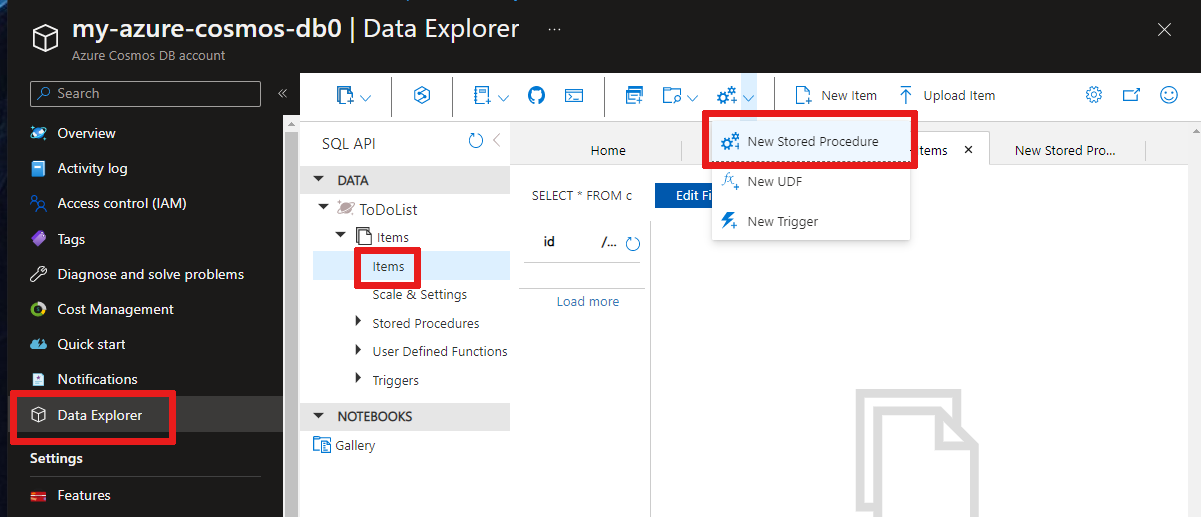 my-azure-cosmos-db0 | Data Explorer ...
Azure Cosmos DB account
Search
Overview
Activity log
Access control (IAM)
Tags
Diagnose and solve problems
Cost Management
Quick start
Notifications
Data Explorer
Settings
Features
New Item
Upload Item
SQL API
DATA
ToDoList
Items
Items
Scale & Settings
Stored Procedures
User Defined Functions
Triggers
NOTEBOOKS
Gallery
Home
Items
New Stored Pro...
New Stored Procedure
New UDF
New Trigger
SELECT * FROM c
Edit Fi
id /...
Load more